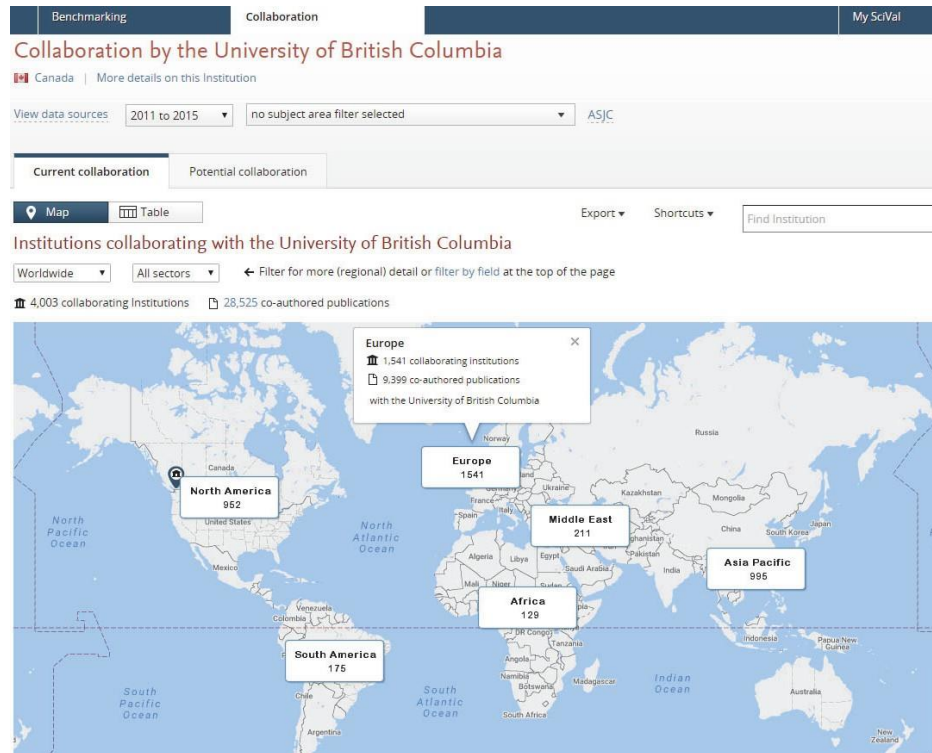 Benchmarking Collaboration My SciVal
Collaboration by the University of British Columbia
Canada | More details on this Institution
View data sources 2011 to 2015 no subject area filter selected ASJC
Current collaboration Potential collaboration
Map Table Export Shortcuts Find Institution
Institutions collaborating with the University of British Columbia
Worldwide All sectors ← Filter for more (regional) detail or filter by field at the top of the page
4,003 collaborating Institutions 28,525 co-authored publications
Europe ×
1,541 collaborating institutions
9,399 co-authored publications
with the University of British Columbia
Norway
Russia
Canada
Europe
1541
Ukraine
Kazakhstan
Mongolia
North America
952
France
Italy
Spain
United States
North
Pacific
Ocean
North
Atlantic
Ocean
Middle East
211
China
Japan
South Korea
Pakistan
Algeria
Libya
Egypt
Saudi Arabia
India
Asia Pacific
995
Mexico
Mali
Niger
Sudan
Africa
129
Venezuela
Colombia
DR Congo
Tanzania
Indonesia
Papua New
Guinea
South America
175
Angola
Namibia
Botswana
Madagascar
Indian
Ocean
Australia
South
Pacific
Ocean
Chile
South
Atlantic
Ocean
South Africa
Argentina
New
Zealand